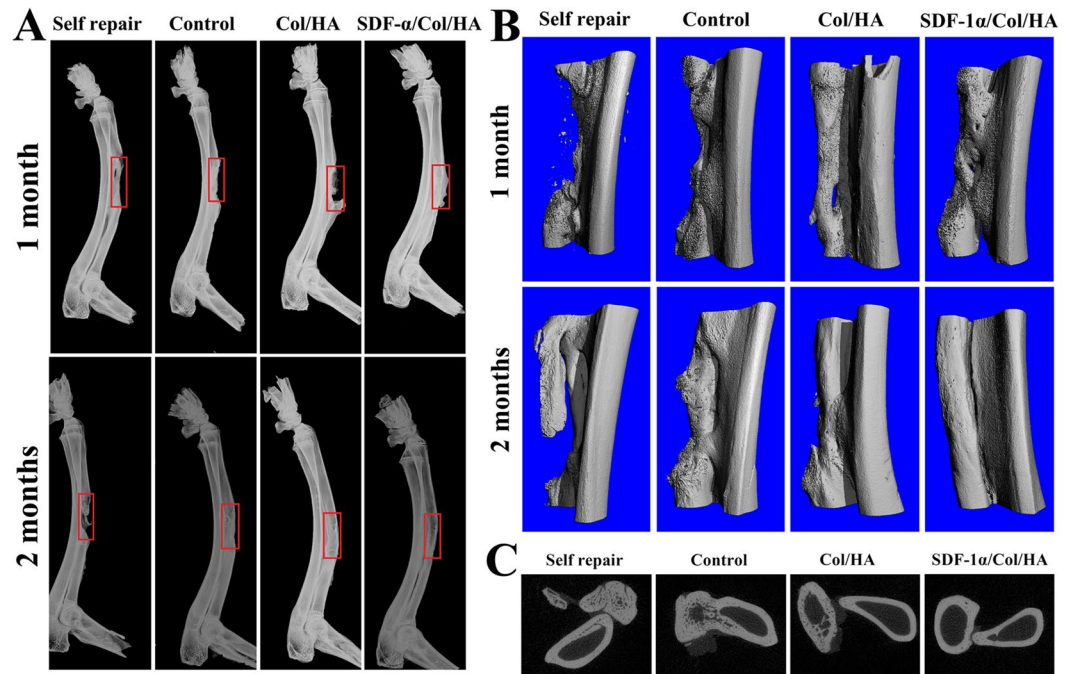 A
Self repair Control Col/HA SDF-α/Col/HA
1 month
2 months
B
Self repair Control Col/HA SDF-1α/Col/HA
1 month
2 months
C
Self repair Control Col/HA SDF-1α/Col/HA